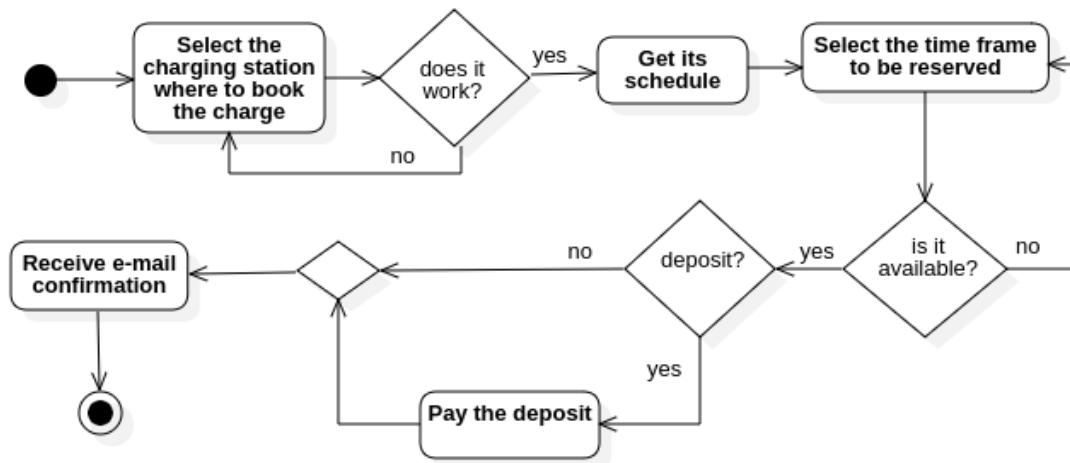 Select the
charging station
where to book
the charge
does it
work?
yes
no
Get its
schedule
Select the time frame
to be reserved
is it
available?
no
yes
deposit?
no
yes
Pay the deposit
Receive e-mail
confirmation